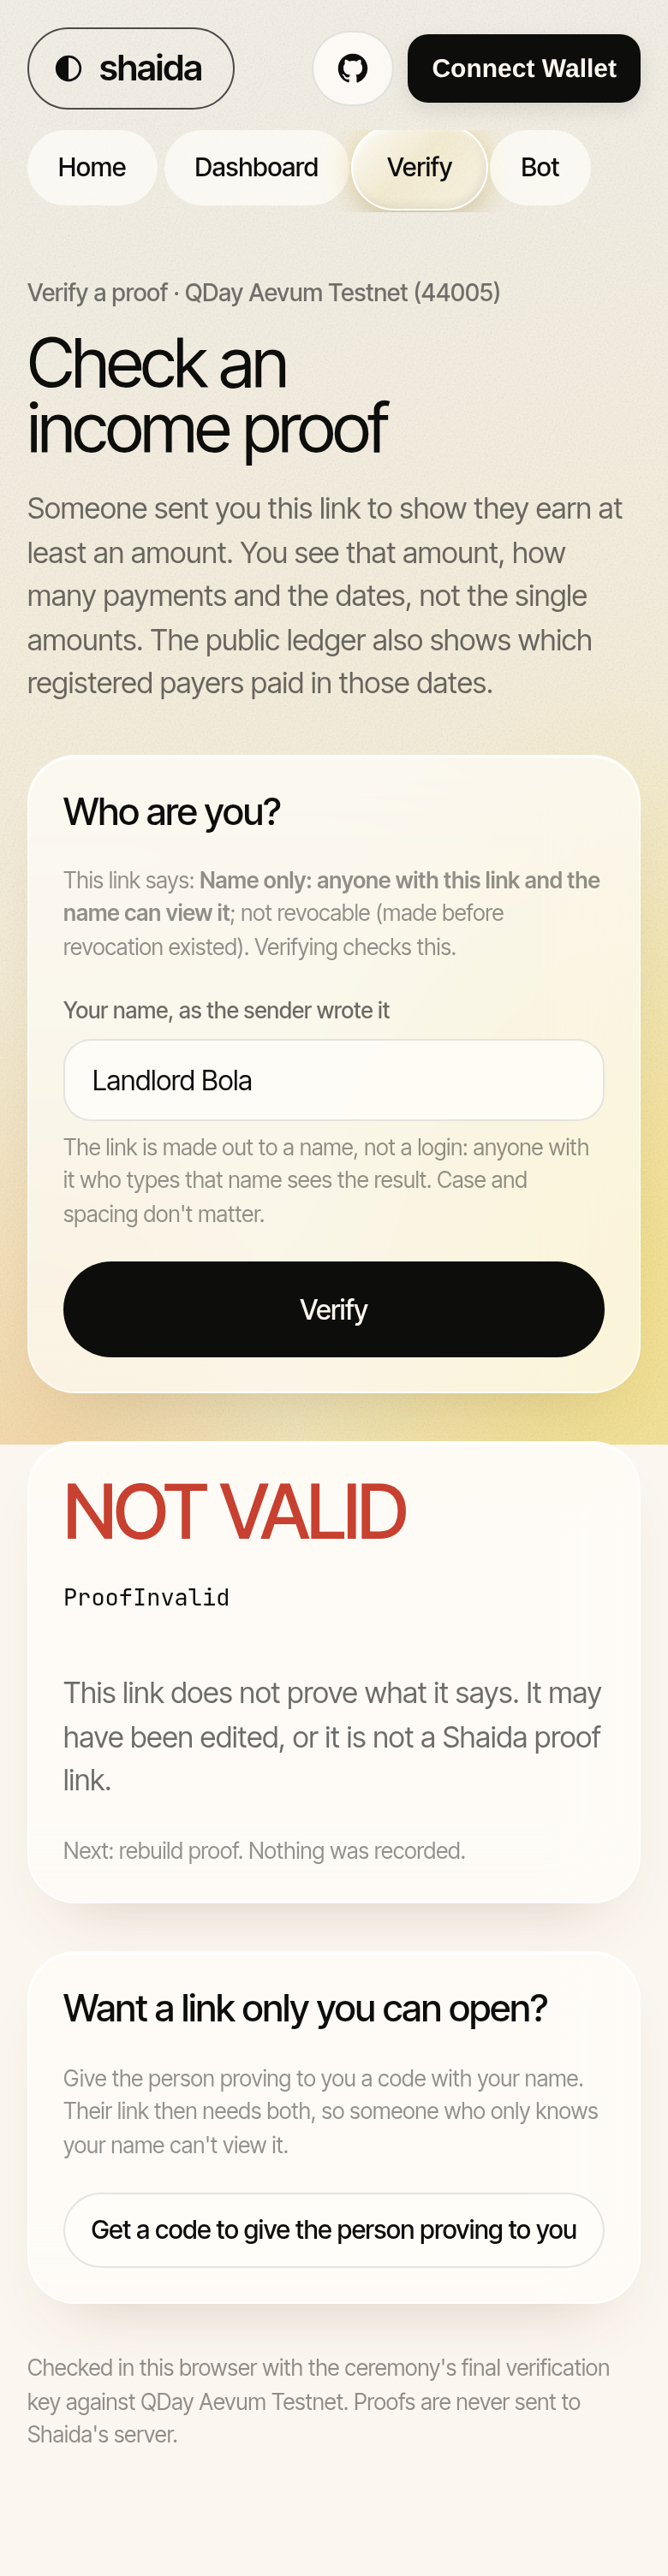 shaida
Connect Wallet
Home
Dashboard
Verify
Bot
Verify a proof · QDay Aevum Testnet (44005)
Check an
income proof
Someone sent you this link to show they earn at
least an amount. You see that amount, how
many payments and the dates, not the single
amounts. The public ledger also shows which
registered payers paid in those dates.
Who are you?
This link says: Name only: anyone with this link and the
name can view it; not revocable (made before
revocation existed). Verifying checks this.
Your name, as the sender wrote it
Landlord Bola
The link is made out to a name, not a login: anyone with
it who types that name sees the result. Case and
spacing don't matter.
Verify
NOT VALID
ProofInvalid
This link does not prove what it says. It may
have been edited, or it is not a Shaida proof
link.
Next: rebuild proof. Nothing was recorded.
Want a link only you can open?
Give the person proving to you a code with your name.
Their link then needs both, so someone who only knows
your name can't view it.
Get a code to give the person proving to you
Checked in this browser with the ceremony's final verification
key against QDay Aevum Testnet. Proofs are never sent to
Shaida's server.